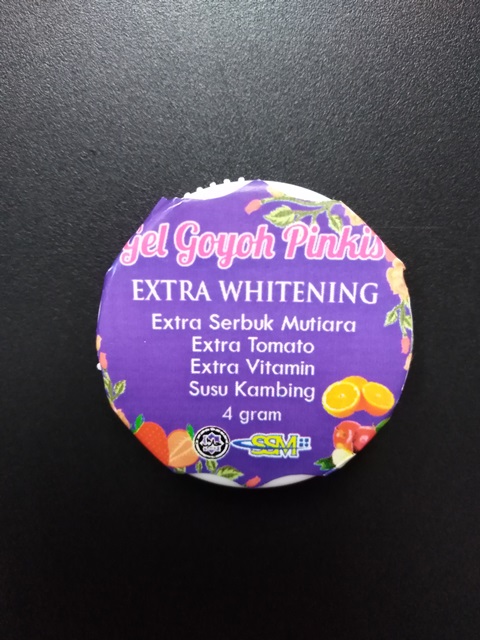 Gel Goyoh Pinkis
EXTRA WHITENING
Extra Serbuk Mutiara
Extra Tomato
Extra Vitamin
Susu Kambing
4 gram
SSM